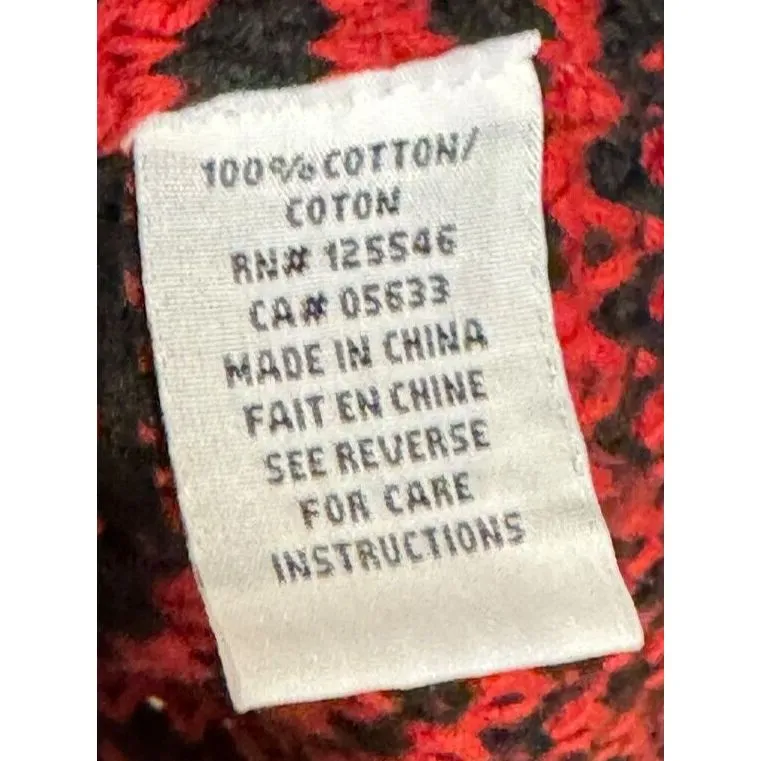 100% COTTON/
COTON
RN# 125546
CA# 05633
MADE IN CHINA
FAIT EN CHINE
SEE REVERSE
FOR CARE
INSTRUCTIONS